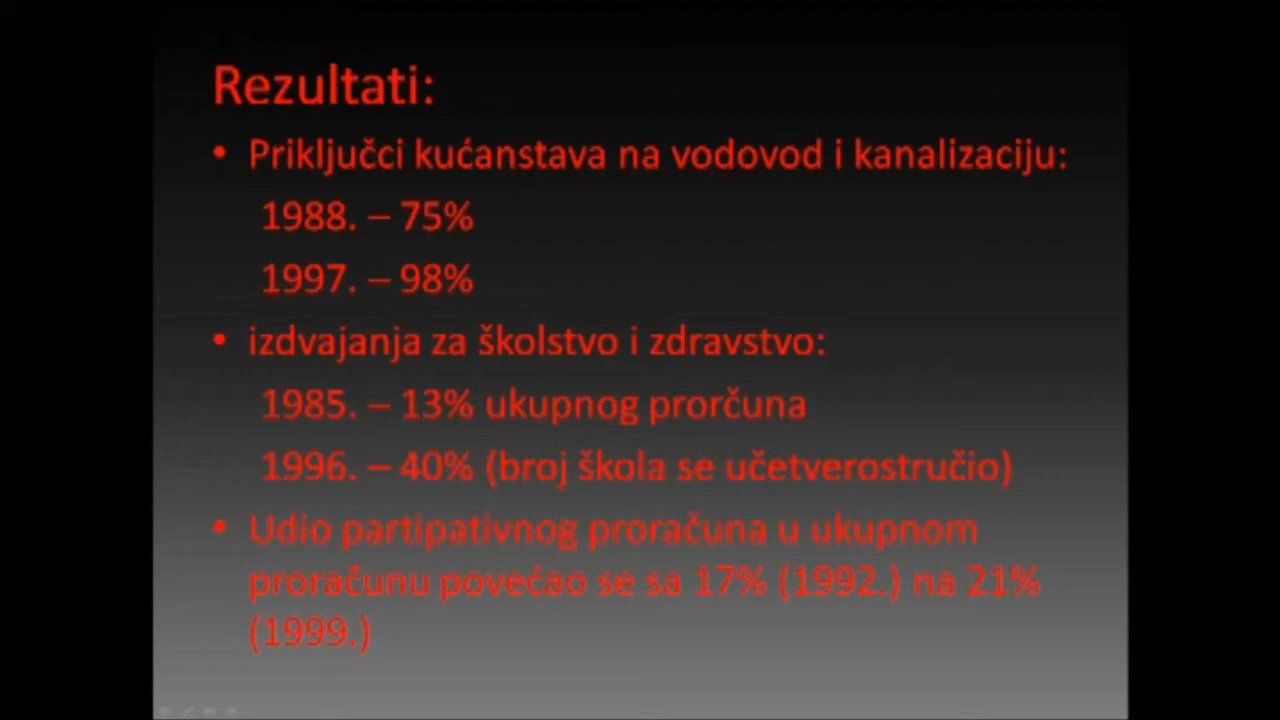 Rezultati:
• Priključci kućanstava na vodovod i kanalizaciju:
1988. – 75%
1997. – 98%
• izdvajanja za školstvo i zdravstvo:
1985. – 13% ukupnog prorčuna
1996. – 40% (broj škola se učetverostručio)
• Udio partipativnog proračuna u ukupnom
proračunu povećao se sa 17% (1992.) na 21%
(1999.)